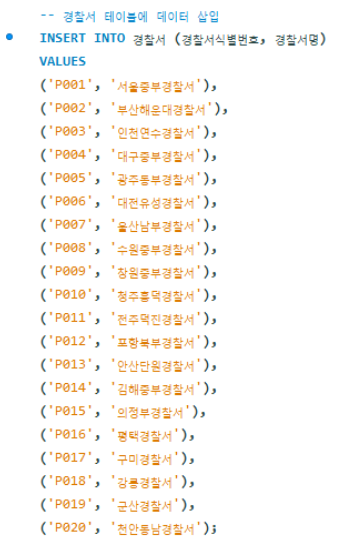 -- 경찰서 테이블에 데이터 삽입
INSERT INTO 경찰서 (경찰서식별번호, 경찰서명)
VALUES
('P001', '서울중부경찰서'),
('P002', '부산해운대경찰서'),
('P003', '인천연수경찰서'),
('P004', '대구중부경찰서'),
('P005', '광주동부경찰서'),
('P006', '대전유성경찰서'),
('P007', '울산남부경찰서'),
('P008', '수원중부경찰서'),
('P009', '창원중부경찰서'),
('P010', '청주흥덕경찰서'),
('P011', '전주덕진경찰서'),
('P012', '포항북부경찰서'),
('P013', '안산단원경찰서'),
('P014', '김해중부경찰서'),
('P015', '의정부경찰서'),
('P016', '평택경찰서'),
('P017', '구미경찰서'),
('P018', '강릉경찰서'),
('P019', '군산경찰서'),
('P020', '천안동남경찰서');